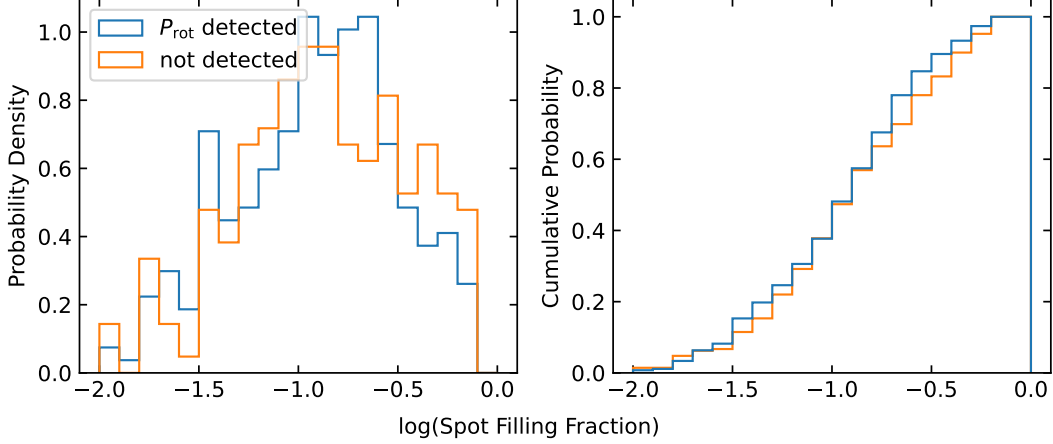 P_rot detected
not detected
Probability Density
1.0
0.8
0.6
0.4
0.2
0.0
−2.0 −1.5 −1.0 −0.5 0.0
Cumulative Probability
1.0
0.8
0.6
0.4
0.2
0.0
−2.0 −1.5 −1.0 −0.5 0.0
log(Spot Filling Fraction)